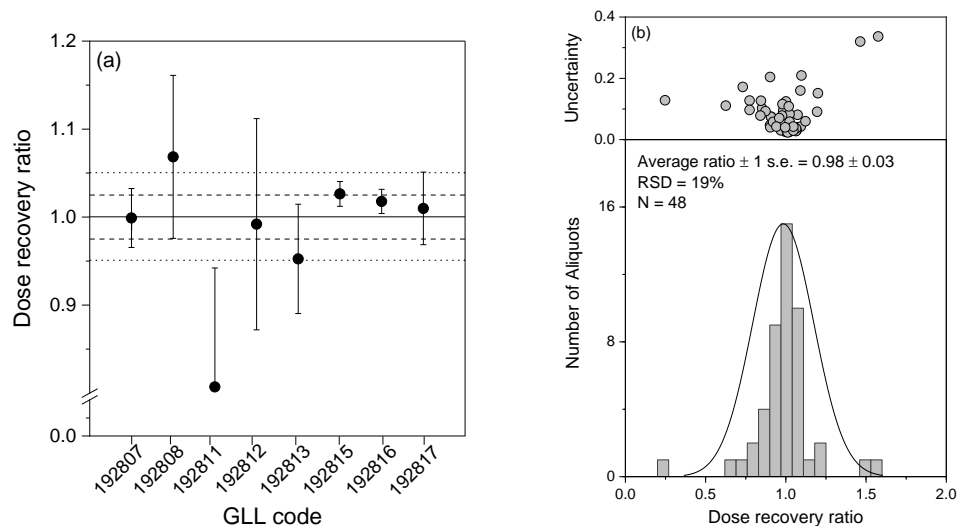 (a)
Dose recovery ratio
1.2
1.1
1.0
0.9
0.0
192807
192808
192811
192812
192813
192815
192816
192817
GLL code
(b)
Uncertainty
0.4
0.2
0.0
Average ratio ± 1 s.e. = 0.98 ± 0.03
RSD = 19%
N = 48
Number of Aliquots
16
8
0
0.0 0.5 1.0 1.5 2.0
Dose recovery ratio